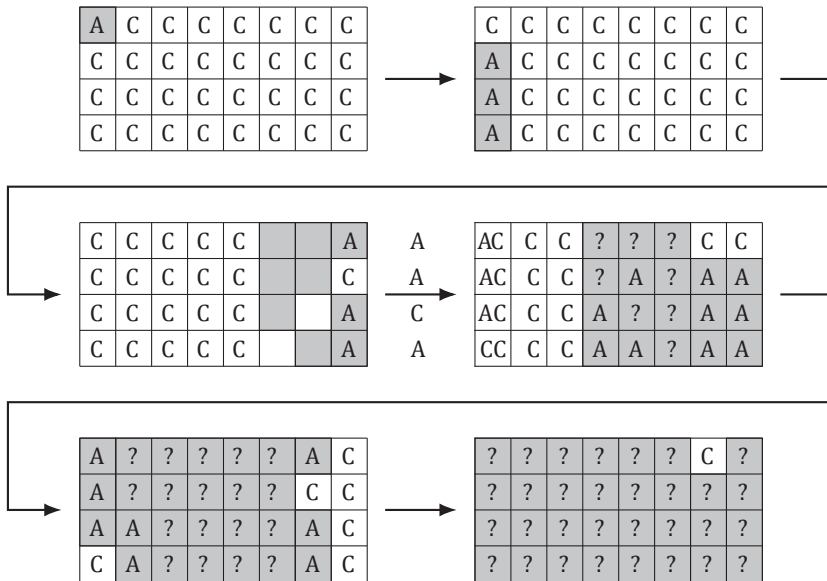 A C C C C C C C
C C C C C C C C
C C C C C C C C
C C C C C C C C
C C C C C C C C
A C C C C C C C
A C C C C C C C
A C C C C C C C
C C C C C A
C C C C C C
C C C C C A
C C C C C A
A
A
C
A
AC C C ? ? ? C C
AC C C ? A ? A A
AC C C A ? ? A A
CC C C A A ? A A
A ? ? ? ? ? A C
A ? ? ? ? ? C C
A A ? ? ? ? A C
C A ? ? ? ? A C
? ? ? ? ? ? C ?
? ? ? ? ? ? ? ?
? ? ? ? ? ? ? ?
? ? ? ? ? ? ? ?